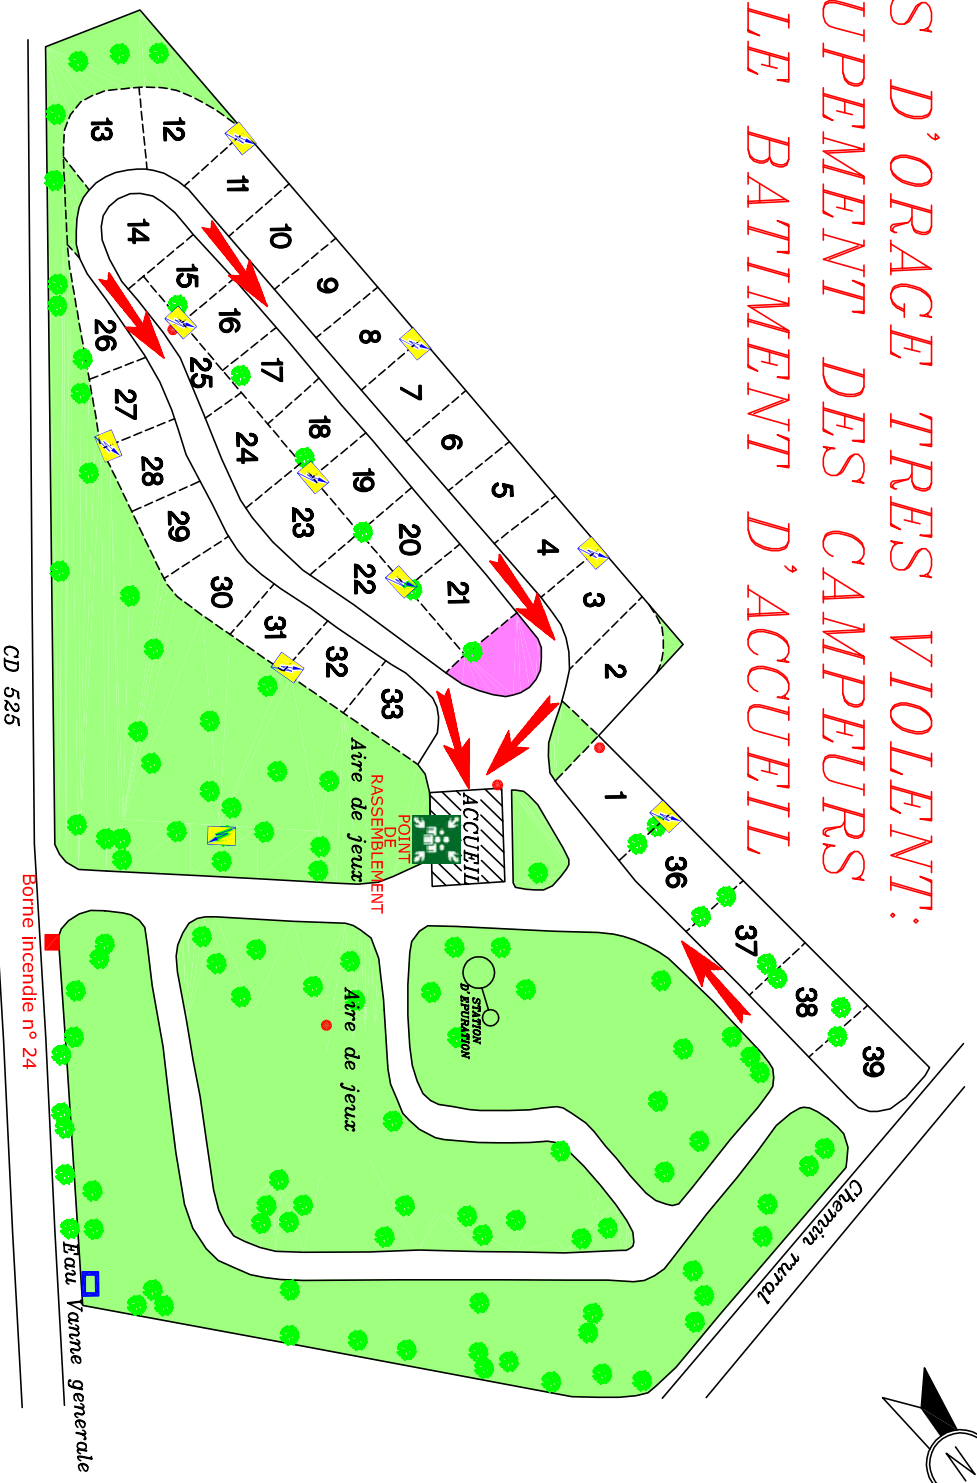 S D'ORAGE TRES VIOLENT:
UPEMENT DES CAMPEURS
LE BATIMENT D'ACCUEIL
Chemin rural
39
38
37
36
1
2
3
4
5
6
7
8
9
10
11
12
13
14
15
16
17
18
19
20
21
22
23
24
25
26
27
28
29
30
31
32
33
ACCUEIL
POINT
DE
RASSEMBLEMENT
Aire de jeux
STATION
D'EPURATION
Aire de jeux
Eau Vanne generale
Borne incendie n° 24
CD 525
N